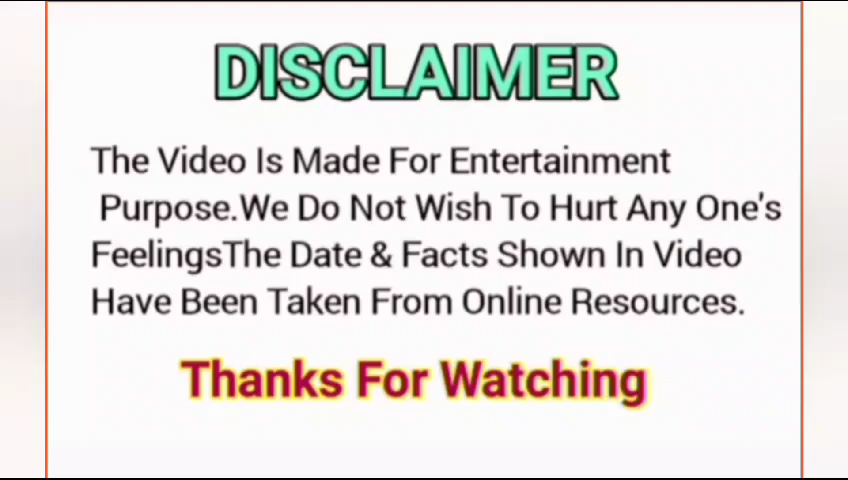 DISCLAIMER
The Video Is Made For Entertainment
Purpose.We Do Not Wish To Hurt Any One's
FeelingsThe Date & Facts Shown In Video
Have Been Taken From Online Resources.
Thanks For Watching